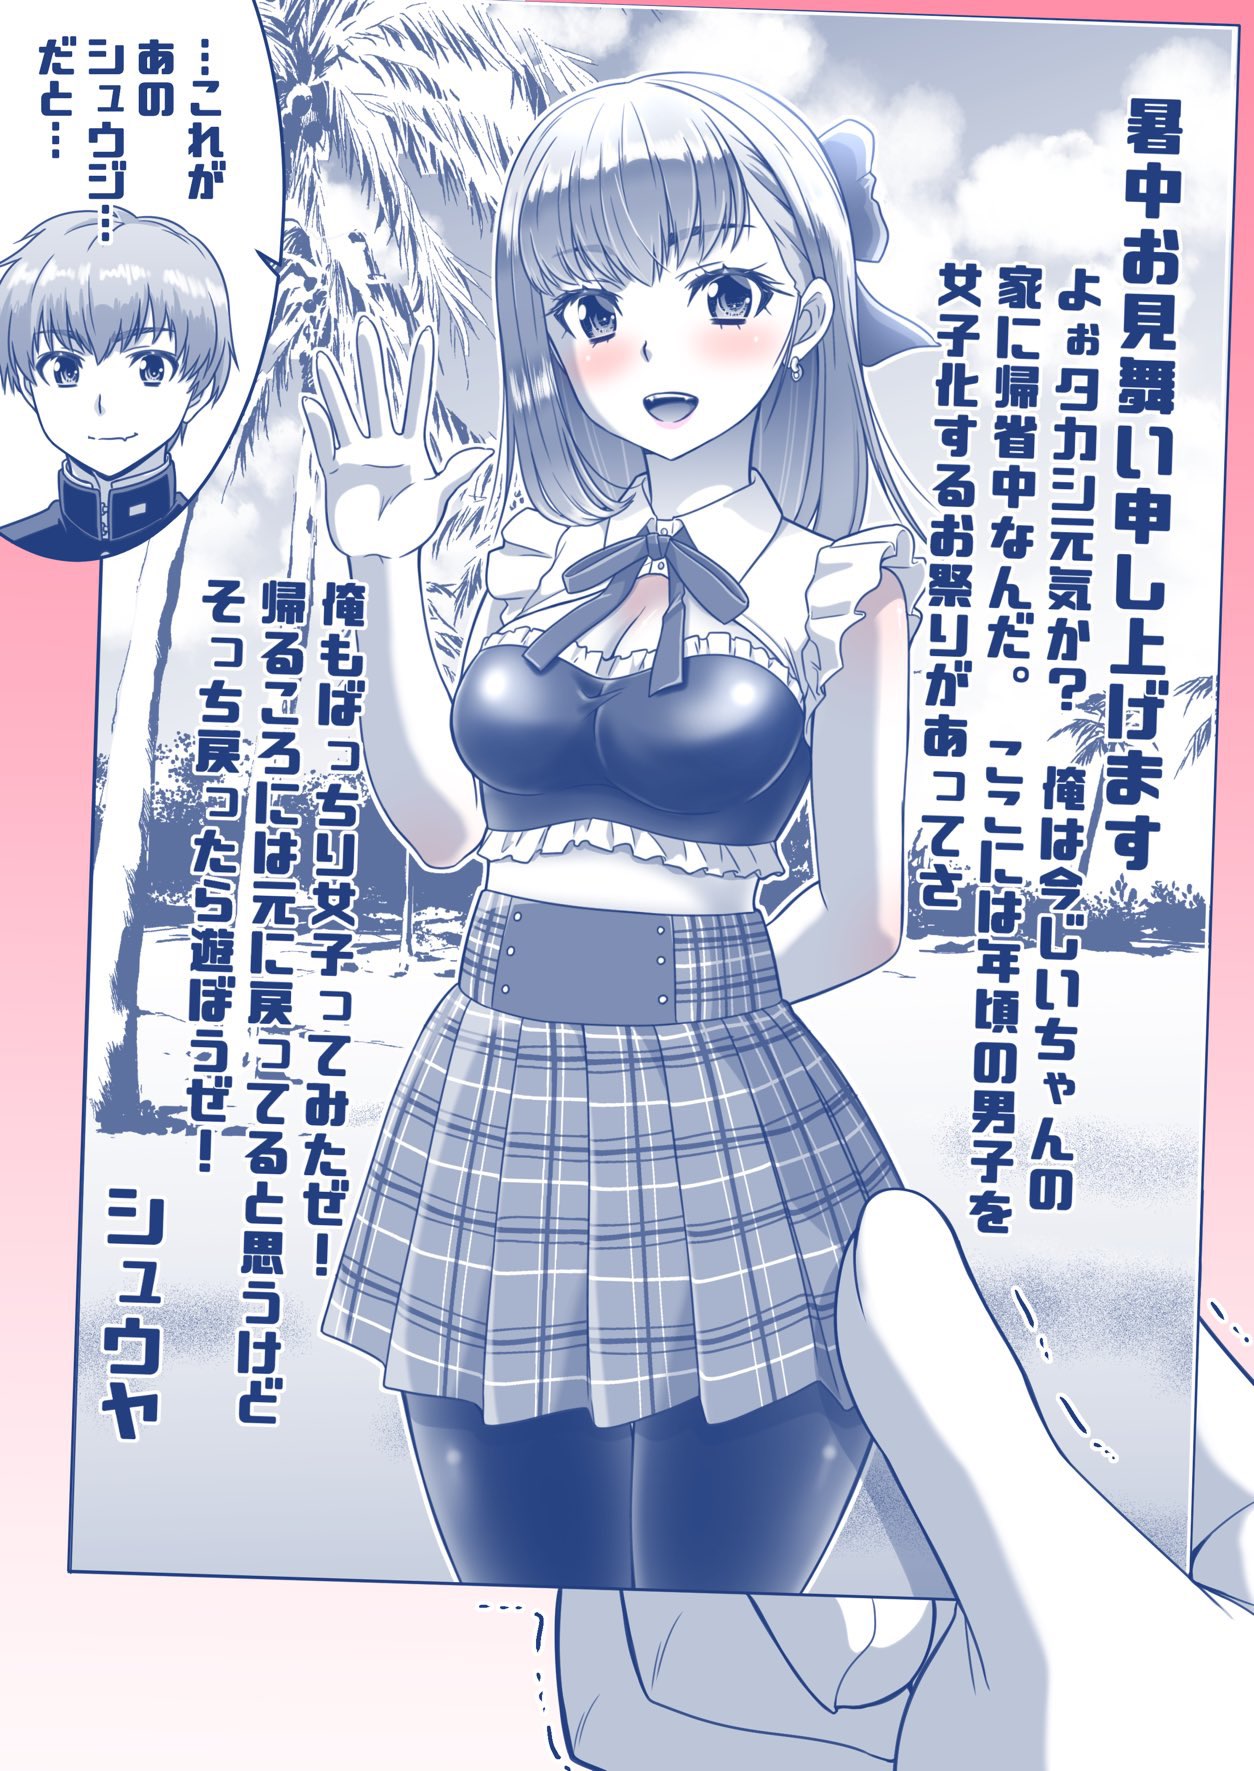 暑中お見舞い申し上げます
よぉタカシ元気か? 俺は今じいちゃんの
家に帰省中なんだ。 ここには年頃の男子を
女子化するお祭りがあってさ
俺もばっちり女子ってみたぜ!
帰るころには元に戻ってると思うけど
そっち戻ったら遊ぼうぜ!
シュウヤ
…これが
あの
シュウジ…
だと…